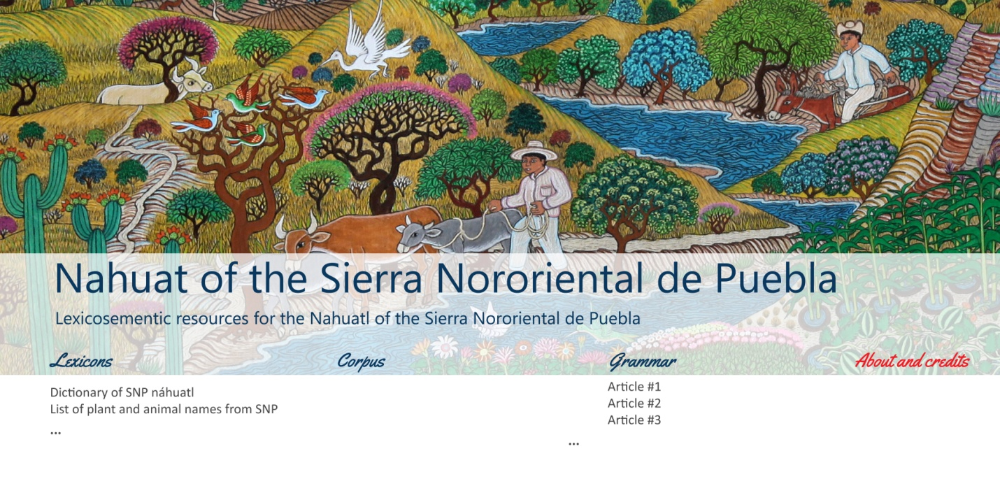 Nahuat of the Sierra Nororiental de Puebla
Lexicosementic resources for the Nahuatl of the Sierra Nororiental de Puebla
Lexicons
Corpus
Grammar
About and credits
Dictionary of SNP náhuatl
List of plant and animal names from SNP
...
Article #1
Article #2
Article #3
...